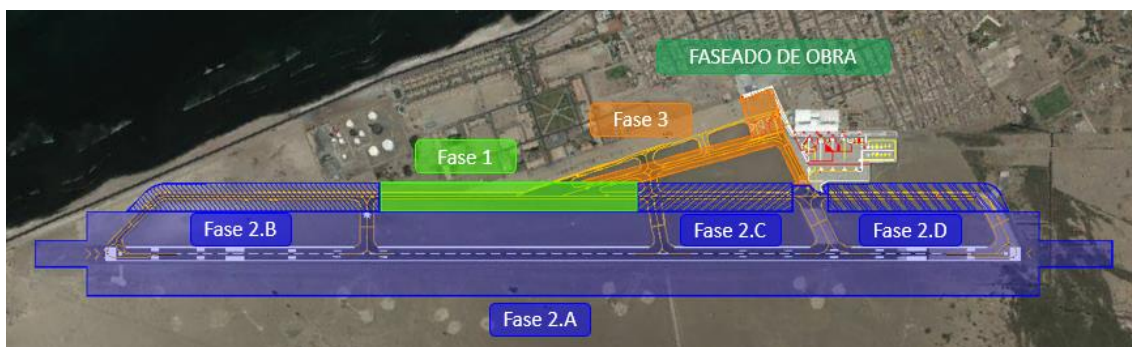 FASEADO DE OBRA
Fase 3
Fase 1
Fase 2.B
Fase 2.C
Fase 2.D
Fase 2.A